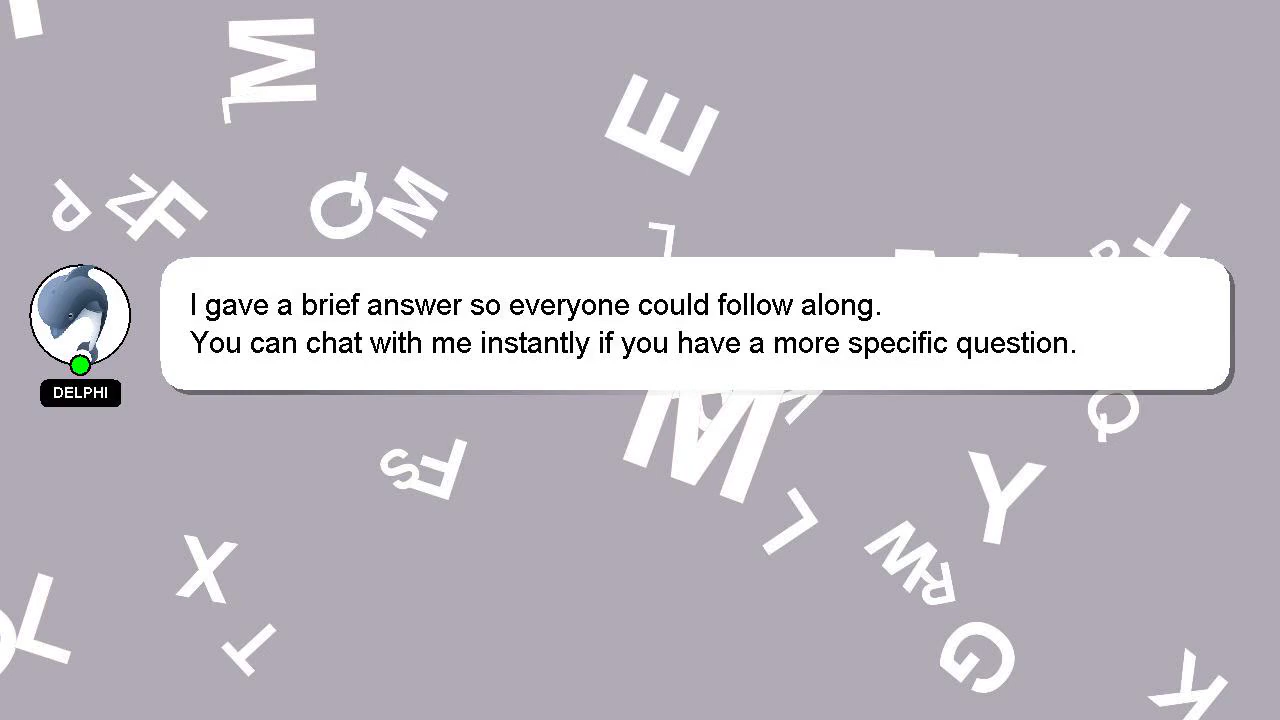 I gave a brief answer so everyone could follow along.
You can chat with me instantly if you have a more specific question.
DELPHI
M
L
E
P
Z
F
Q
M
L
T
R
M
Q
S
F
Y
L
W
R
X
T
G
K